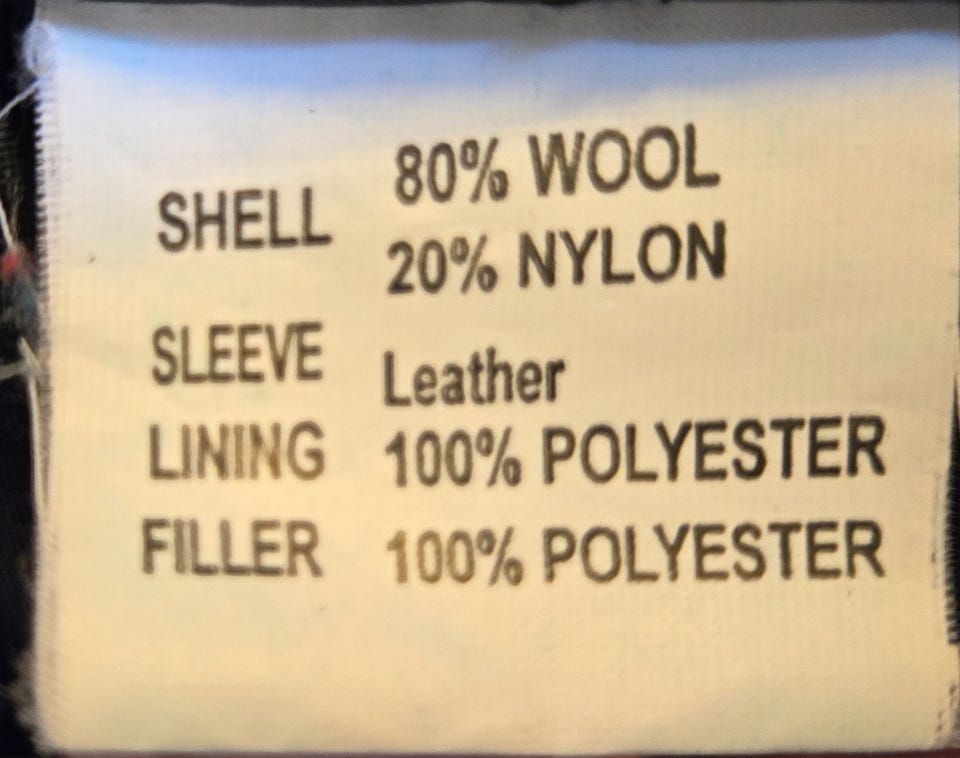 80% WOOL
SHELL
20% NYLON
SLEEVE Leather
LINING 100% POLYESTER
FILLER 100% POLYESTER